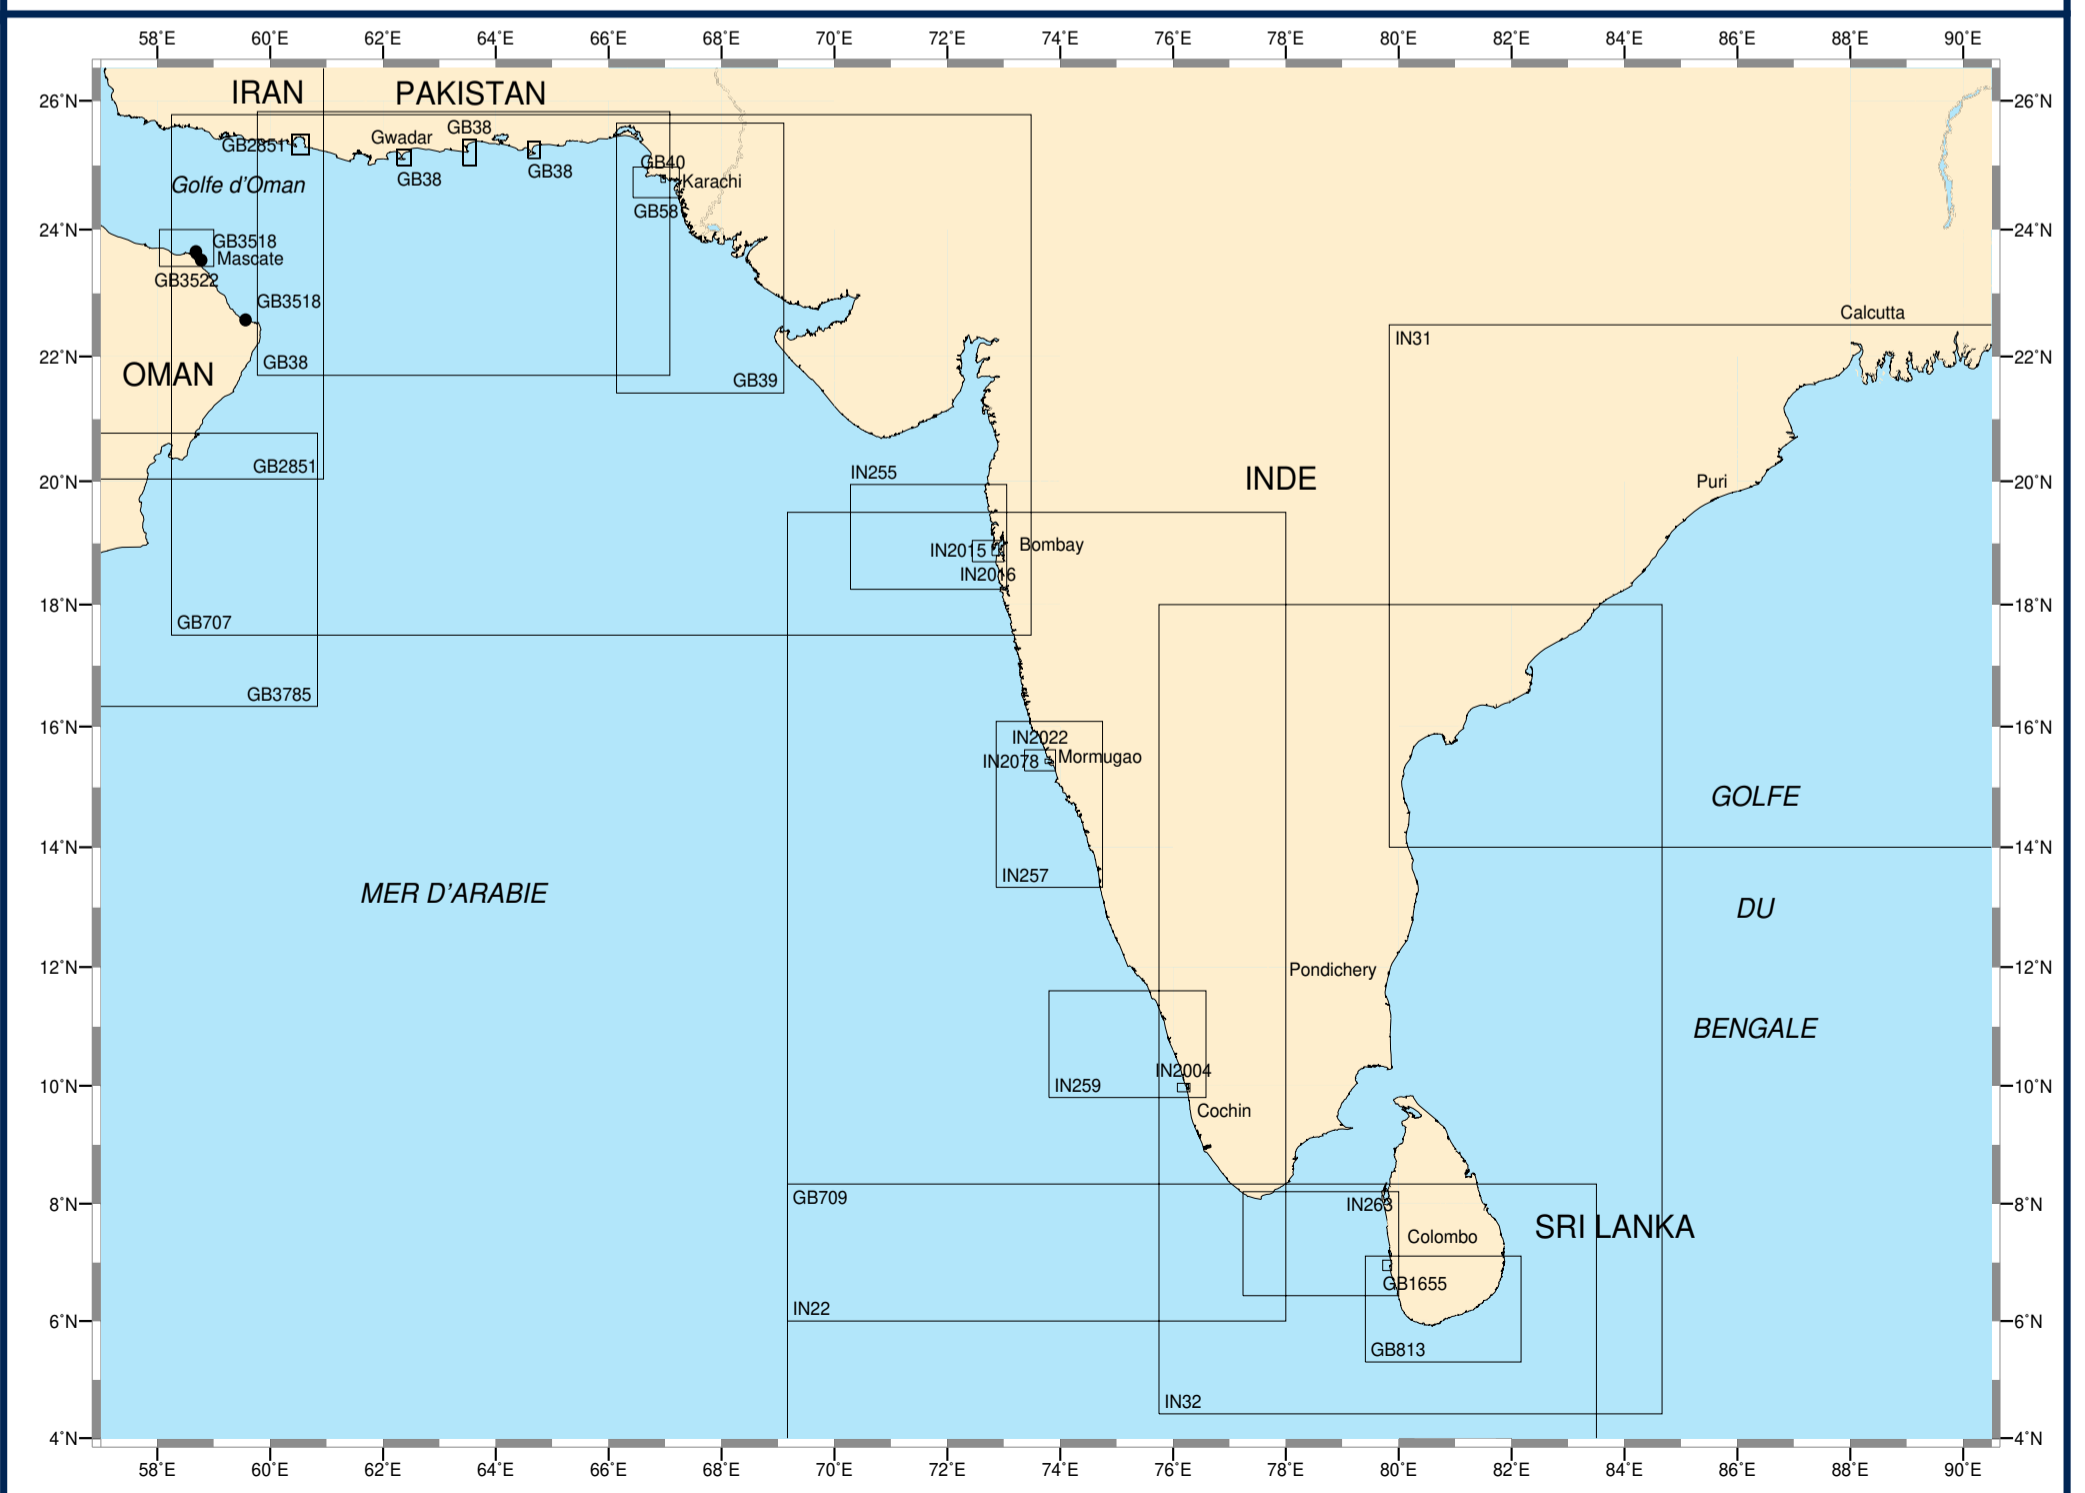 58°E 60°E 62°E 64°E 66°E 68°E 70°E 72°E 74°E 76°E 78°E 80°E 82°E 84°E 86°E 88°E 90°E
IRAN PAKISTAN
26°N 26°N
GB38
Gwadar
GB2851
GB40
GB38 GB38 Karachi
Golfe d'Oman
GB58
24°N 24°N
GB3518
Mascate
GB3522
GB3518
Calcutta
IN31
22°N 22°N
GB38
OMAN
GB39
GB2851
IN255
INDE
20°N 20°N
Puri
IN2015 Bombay
IN2016
18°N 18°N
GB707
GB3785
16°N 16°N
IN2022
IN2078 Mormugao
GOLFE
14°N 14°N
IN257
MER D'ARABIE
DU
12°N 12°N
Pondichery
BENGALE
IN2004
10°N 10°N
IN259
Cochin
8°N 8°N
GB709
IN263
SRI LANKA
Colombo
GB1655
IN22
6°N 6°N
GB813
IN32
4°N 4°N
58°E 60°E 62°E 64°E 66°E 68°E 70°E 72°E 74°E 76°E 78°E 80°E 82°E 84°E 86°E 88°E 90°E